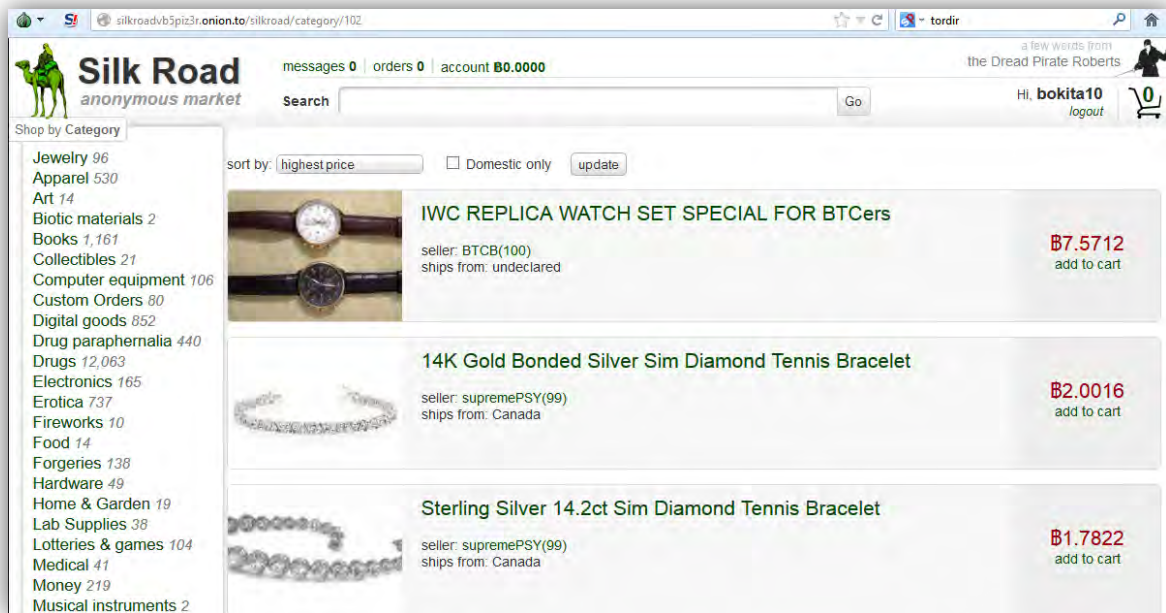 silkroadvb5piz3r.onion.to/silkroad/category/102
tordir
Silk Road
anonymous market
messages 0 | orders 0 | account ฿0.0000
a few words from
the Dread Pirate Roberts
Search
Go
Hi, bokita10
logout
0
Shop by Category
Jewelry 96
Apparel 530
Art 14
Biotic materials 2
Books 1,161
Collectibles 21
Computer equipment 106
Custom Orders 80
Digital goods 852
Drug paraphernalia 440
Drugs 12,063
Electronics 165
Erotica 737
Fireworks 10
Food 14
Forgeries 138
Hardware 49
Home & Garden 19
Lab Supplies 38
Lotteries & games 104
Medical 41
Money 219
Musical instruments 2
sort by: highest price
Domestic only
update
IWC REPLICA WATCH SET SPECIAL FOR BTCers
seller: BTCB(100)
ships from: undeclared
฿7.5712
add to cart
14K Gold Bonded Silver Sim Diamond Tennis Bracelet
seller: supremePSY(99)
ships from: Canada
฿2.0016
add to cart
Sterling Silver 14.2ct Sim Diamond Tennis Bracelet
seller: supremePSY(99)
ships from: Canada
฿1.7822
add to cart